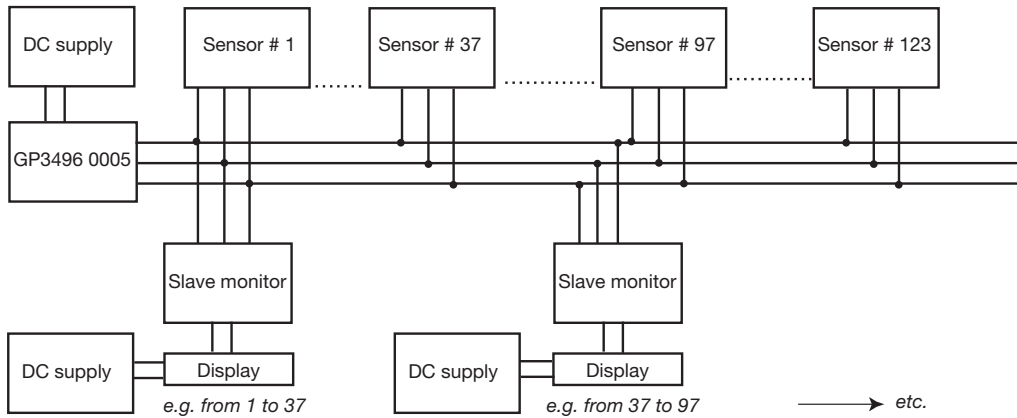 DC supply
Sensor # 1
Sensor # 37
Sensor # 97
Sensor # 123
GP3496 0005
Slave monitor
Slave monitor
DC supply
Display
DC supply
Display
e.g. from 1 to 37
e.g. from 37 to 97
etc.